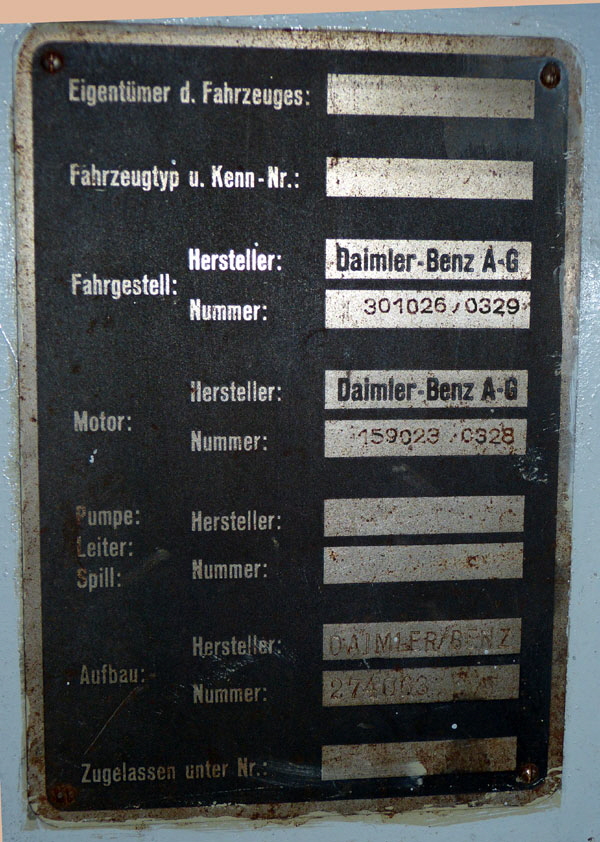 Eigentümer d. Fahrzeuges:
Fahrzeugtyp u. Kenn-Nr.:
Fahrgestell:
Hersteller: Daimler-Benz A-G
Nummer: 301026/0329
Motor:
Hersteller: Daimler-Benz A-G
Nummer: 159023/0328
Pumpe:
Leiter:
Spill:
Hersteller:
Nummer:
Aufbau:
Hersteller: DAIMLER/BENZ
Nummer:
Zugelassen unter Nr.: